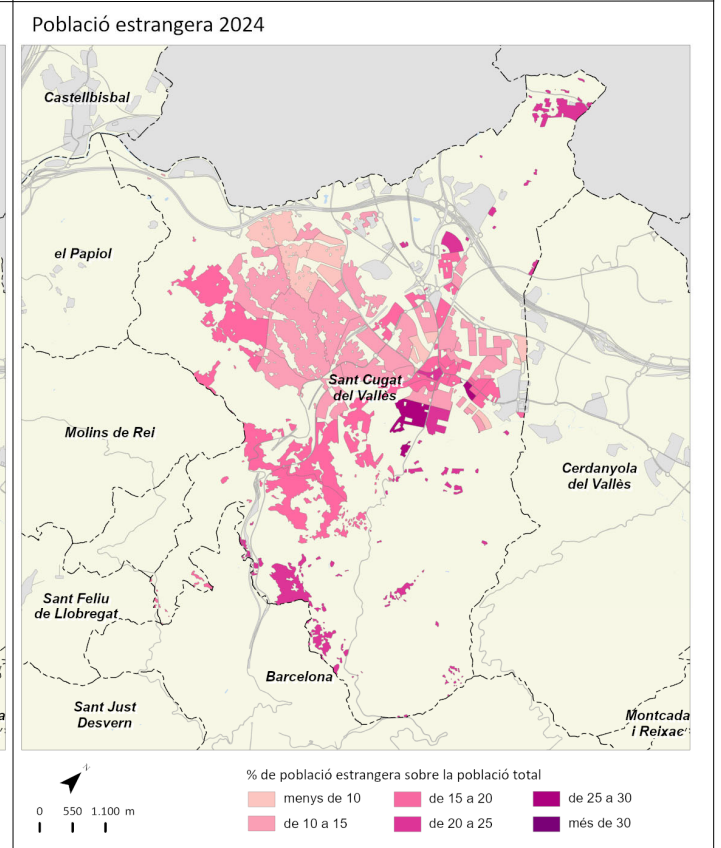 Població estrangera 2024
Castellbisbal
el Papiol
Sant Cugat
del Vallès
Molins de Rei
Cerdanyola
del Vallès
Sant Feliu
de Llobregat
Barcelona
Sant Just
Desvern
Montcada
i Reixac
a
N
0 550 1.100 m
% de població estrangera sobre la població total
menys de 10
de 15 a 20
de 25 a 30
de 10 a 15
de 20 a 25
més de 30